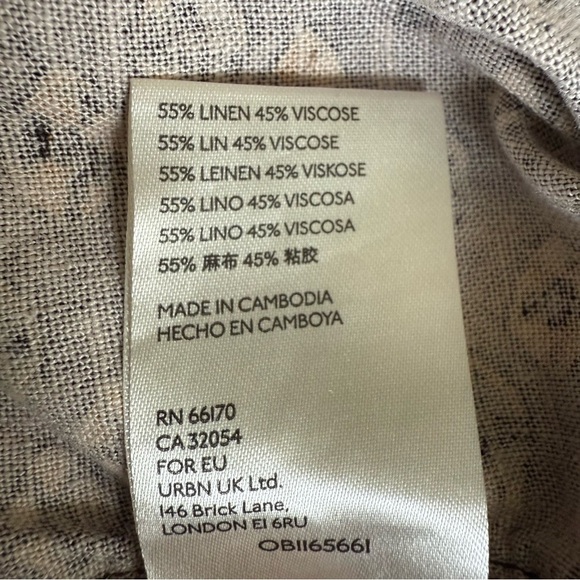 55% LINEN 45% VISCOSE
55% LIN 45% VISCOSE
55% LEINEN 45% VISKOSE
55% LINO 45% VISCOSA
55% LINO 45% VISCOSA
55% 麻布 45% 粘胶
MADE IN CAMBODIA
HECHO EN CAMBOYA
RN 66170
CA 32054
FOR EU
URBN UK Ltd.
146 Brick Lane,
LONDON E1 6RU
OB1165661